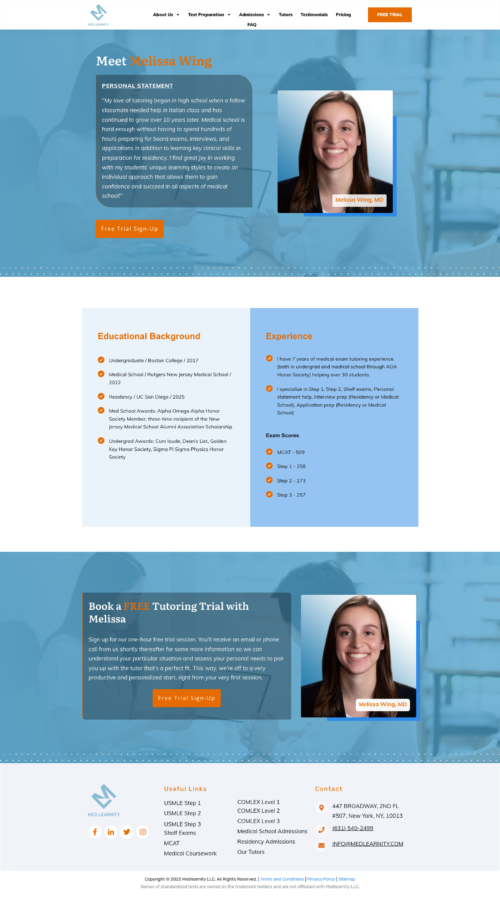 MED LEARNITY
About Us
Test Preparation
Admissions
Tutors
Testimonials
Pricing
FAQ
FREE TRIAL
Meet Melissa Wing
PERSONAL STATEMENT
"My love of tutoring began in high school when a fellow
classmate needed help in Italian class and has
continued to grow over 10 years later. Medical school is
hard enough without having to spend hundreds of
hours preparing for board exams, interviews, and
applications in addition to learning key clinical skills in
preparation for residency. I find great joy in working
with my students' unique learning styles to create an
individual approach that allows them to gain
confidence and succeed in all aspects of medical
school!"
Melissa Wing, MD
Free Trial Sign-Up
Educational Background
Undergraduate / Boston College / 2017
Medical School / Rutgers New Jersey Medical School /
2022
Residency / UC San Diego / 2025
Med School Awards: Alpha Omega Alpha Honor
Society Member, three-time recipient of the New
Jersey Medical School Alumni Association Scholarship
Undergrad Awards: Cum laude, Dean's List, Golden
Key Honor Society, Sigma Pi Sigma Physics Honor
Society
Experience
I have 7 years of medical exam tutoring experience
(both in undergrad and medical school through AOA
Honor Society) helping over 30 students.
I specialize in Step 1, Step 2, Shelf exams, Personal
statement help, Interview prep (Residency or Medical
School), Application prep (Residency or Medical
School)
Exam Scores
MCAT - 509
Step 1 - 256
Step 2 - 273
Step 3 - 257
Book a FREE Tutoring Trial with
Melissa
Sign up for our one-hour free trial session. You'll receive an email or phone
call from us shortly thereafter for some more information so we can
understand your particular situation and assess your personal needs to pair
you up with the tutor that's a perfect fit. This way, we're off to a very
productive and personalized start, right from your very first session.
Free Trial Sign-Up
Melissa Wing, MD
MED LEARNITY
Useful Links
USMLE Step 1
USMLE Step 2
USMLE Step 3
Shelf Exams
MCAT
Medical Coursework
COMLEX Level 1
COMLEX Level 2
COMLEX Level 3
Medical School Admissions
Residency Admissions
Our Tutors
Contact
447 BROADWAY, 2ND FL
#507, New York, NY, 10013
(631) 540-2499
INFO@MEDLEARNITY.COM
Copyright © 2023 Medlearnity LLC. All Rights Reserved. | Terms and Conditions | Privacy Policy | Sitemap
Names of standardized tests are owned by the trademark holders and are not affiliated with Medlearnity LLC.